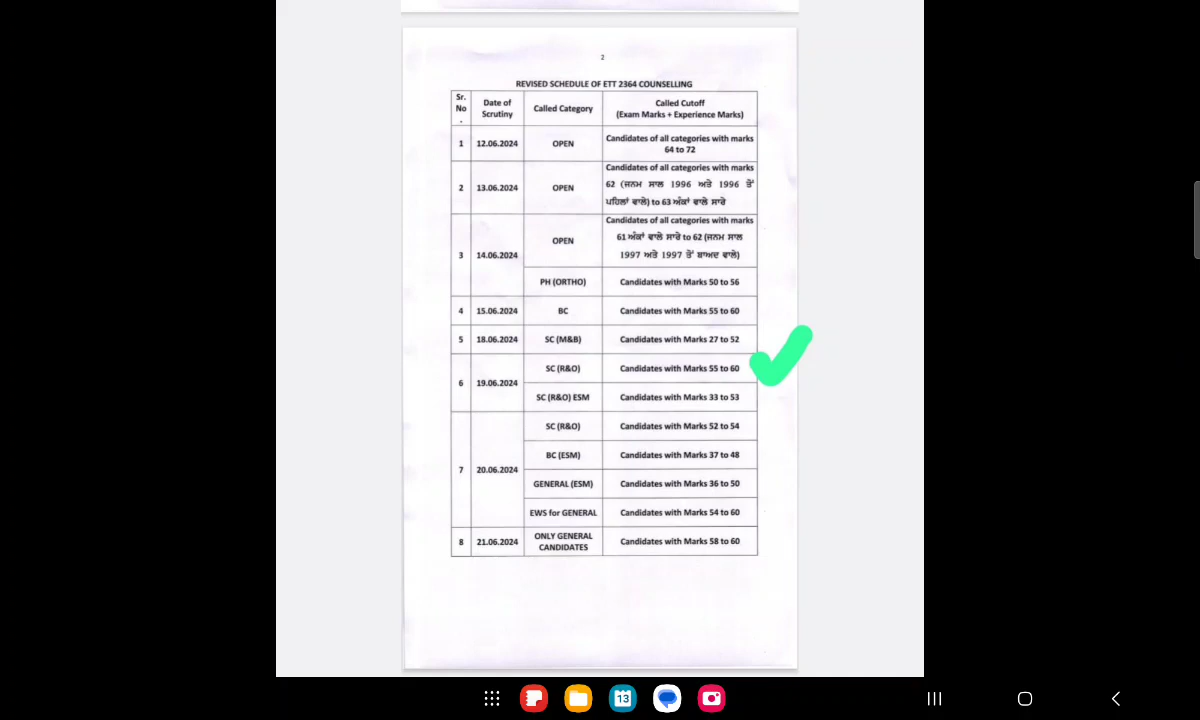 2
REVISED SCHEDULE OF ETT 2364 COUNSELLING
Sr. No . Date of Scrutiny Called Category Called Cutoff (Exam Marks + Experience Marks)
1 12.06.2024 OPEN Candidates of all categories with marks 64 to 72
2 13.06.2024 OPEN Candidates of all categories with marks 62 (ਜਨਮ ਸਾਲ 1996 ਅਤੇ 1996 ਤੋਂ ਪਹਿਲਾਂ ਵਾਲੇ) to 63 ਅੰਕਾਂ ਵਾਲੇ ਸਾਰੇ
3 14.06.2024 OPEN Candidates of all categories with marks 61 ਅੰਕਾਂ ਵਾਲੇ ਸਾਰੇ to 62 (ਜਨਮ ਸਾਲ 1997 ਅਤੇ 1997 ਤੋਂ ਬਾਅਦ ਵਾਲੇ)
PH (ORTHO) Candidates with Marks 50 to 56
4 15.06.2024 BC Candidates with Marks 55 to 60
5 18.06.2024 SC (M&B) Candidates with Marks 27 to 52
6 19.06.2024 SC (R&O) Candidates with Marks 55 to 60
SC (R&O) ESM Candidates with Marks 33 to 53
7 20.06.2024 SC (R&O) Candidates with Marks 52 to 54
BC (ESM) Candidates with Marks 37 to 48
GENERAL (ESM) Candidates with Marks 36 to 50
EWS for GENERAL Candidates with Marks 54 to 60
8 21.06.2024 ONLY GENERAL CANDIDATES Candidates with Marks 58 to 60
13